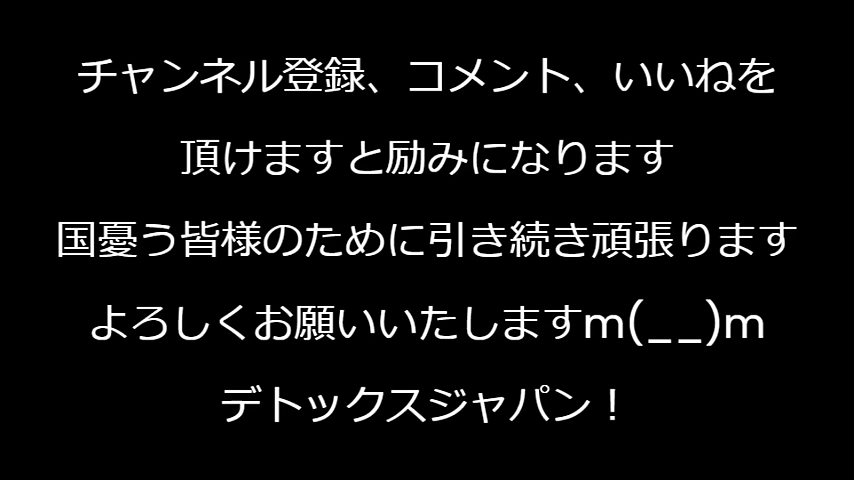 チャンネル登録、コメント、いいねを
頂けますと励みになります
国憂う皆様のために引き続き頑張ります
よろしくお願いいたしますm(__)m
デトックスジャパン！